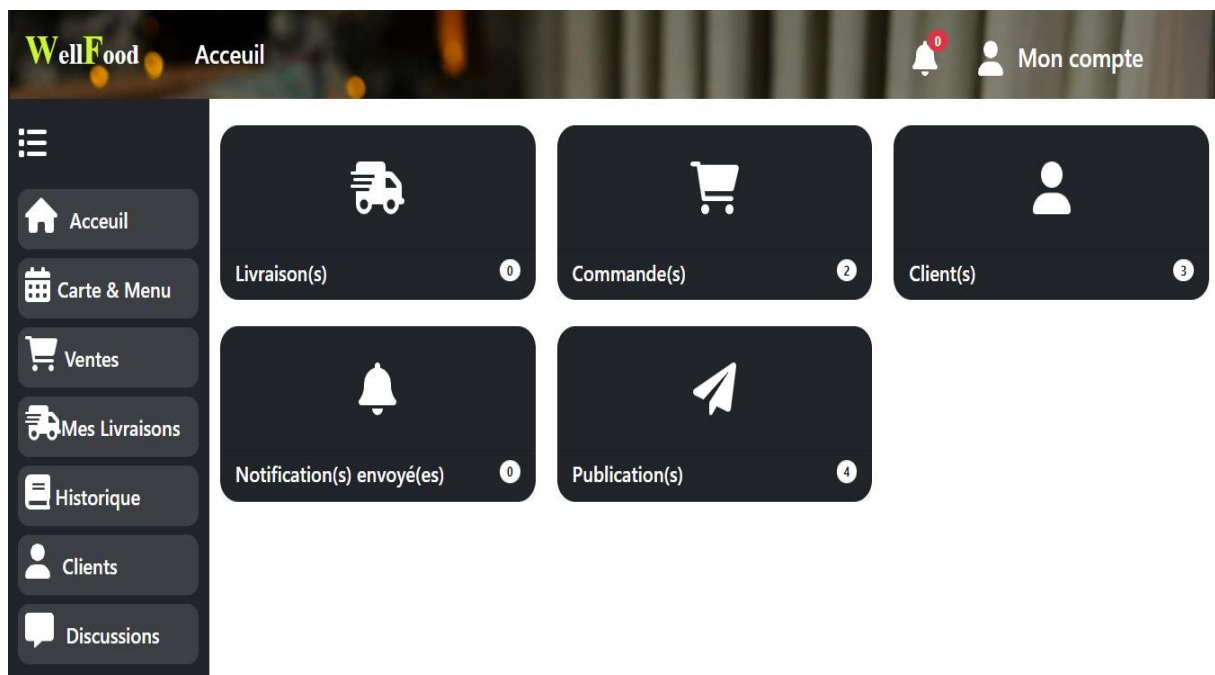 WellFood
Acceuil
0
Mon compte
Acceuil
Carte & Menu
Ventes
Mes Livraisons
Historique
Clients
Discussions
Livraison(s) 0
Commande(s) 2
Client(s) 3
Notification(s) envoyé(es) 0
Publication(s) 4